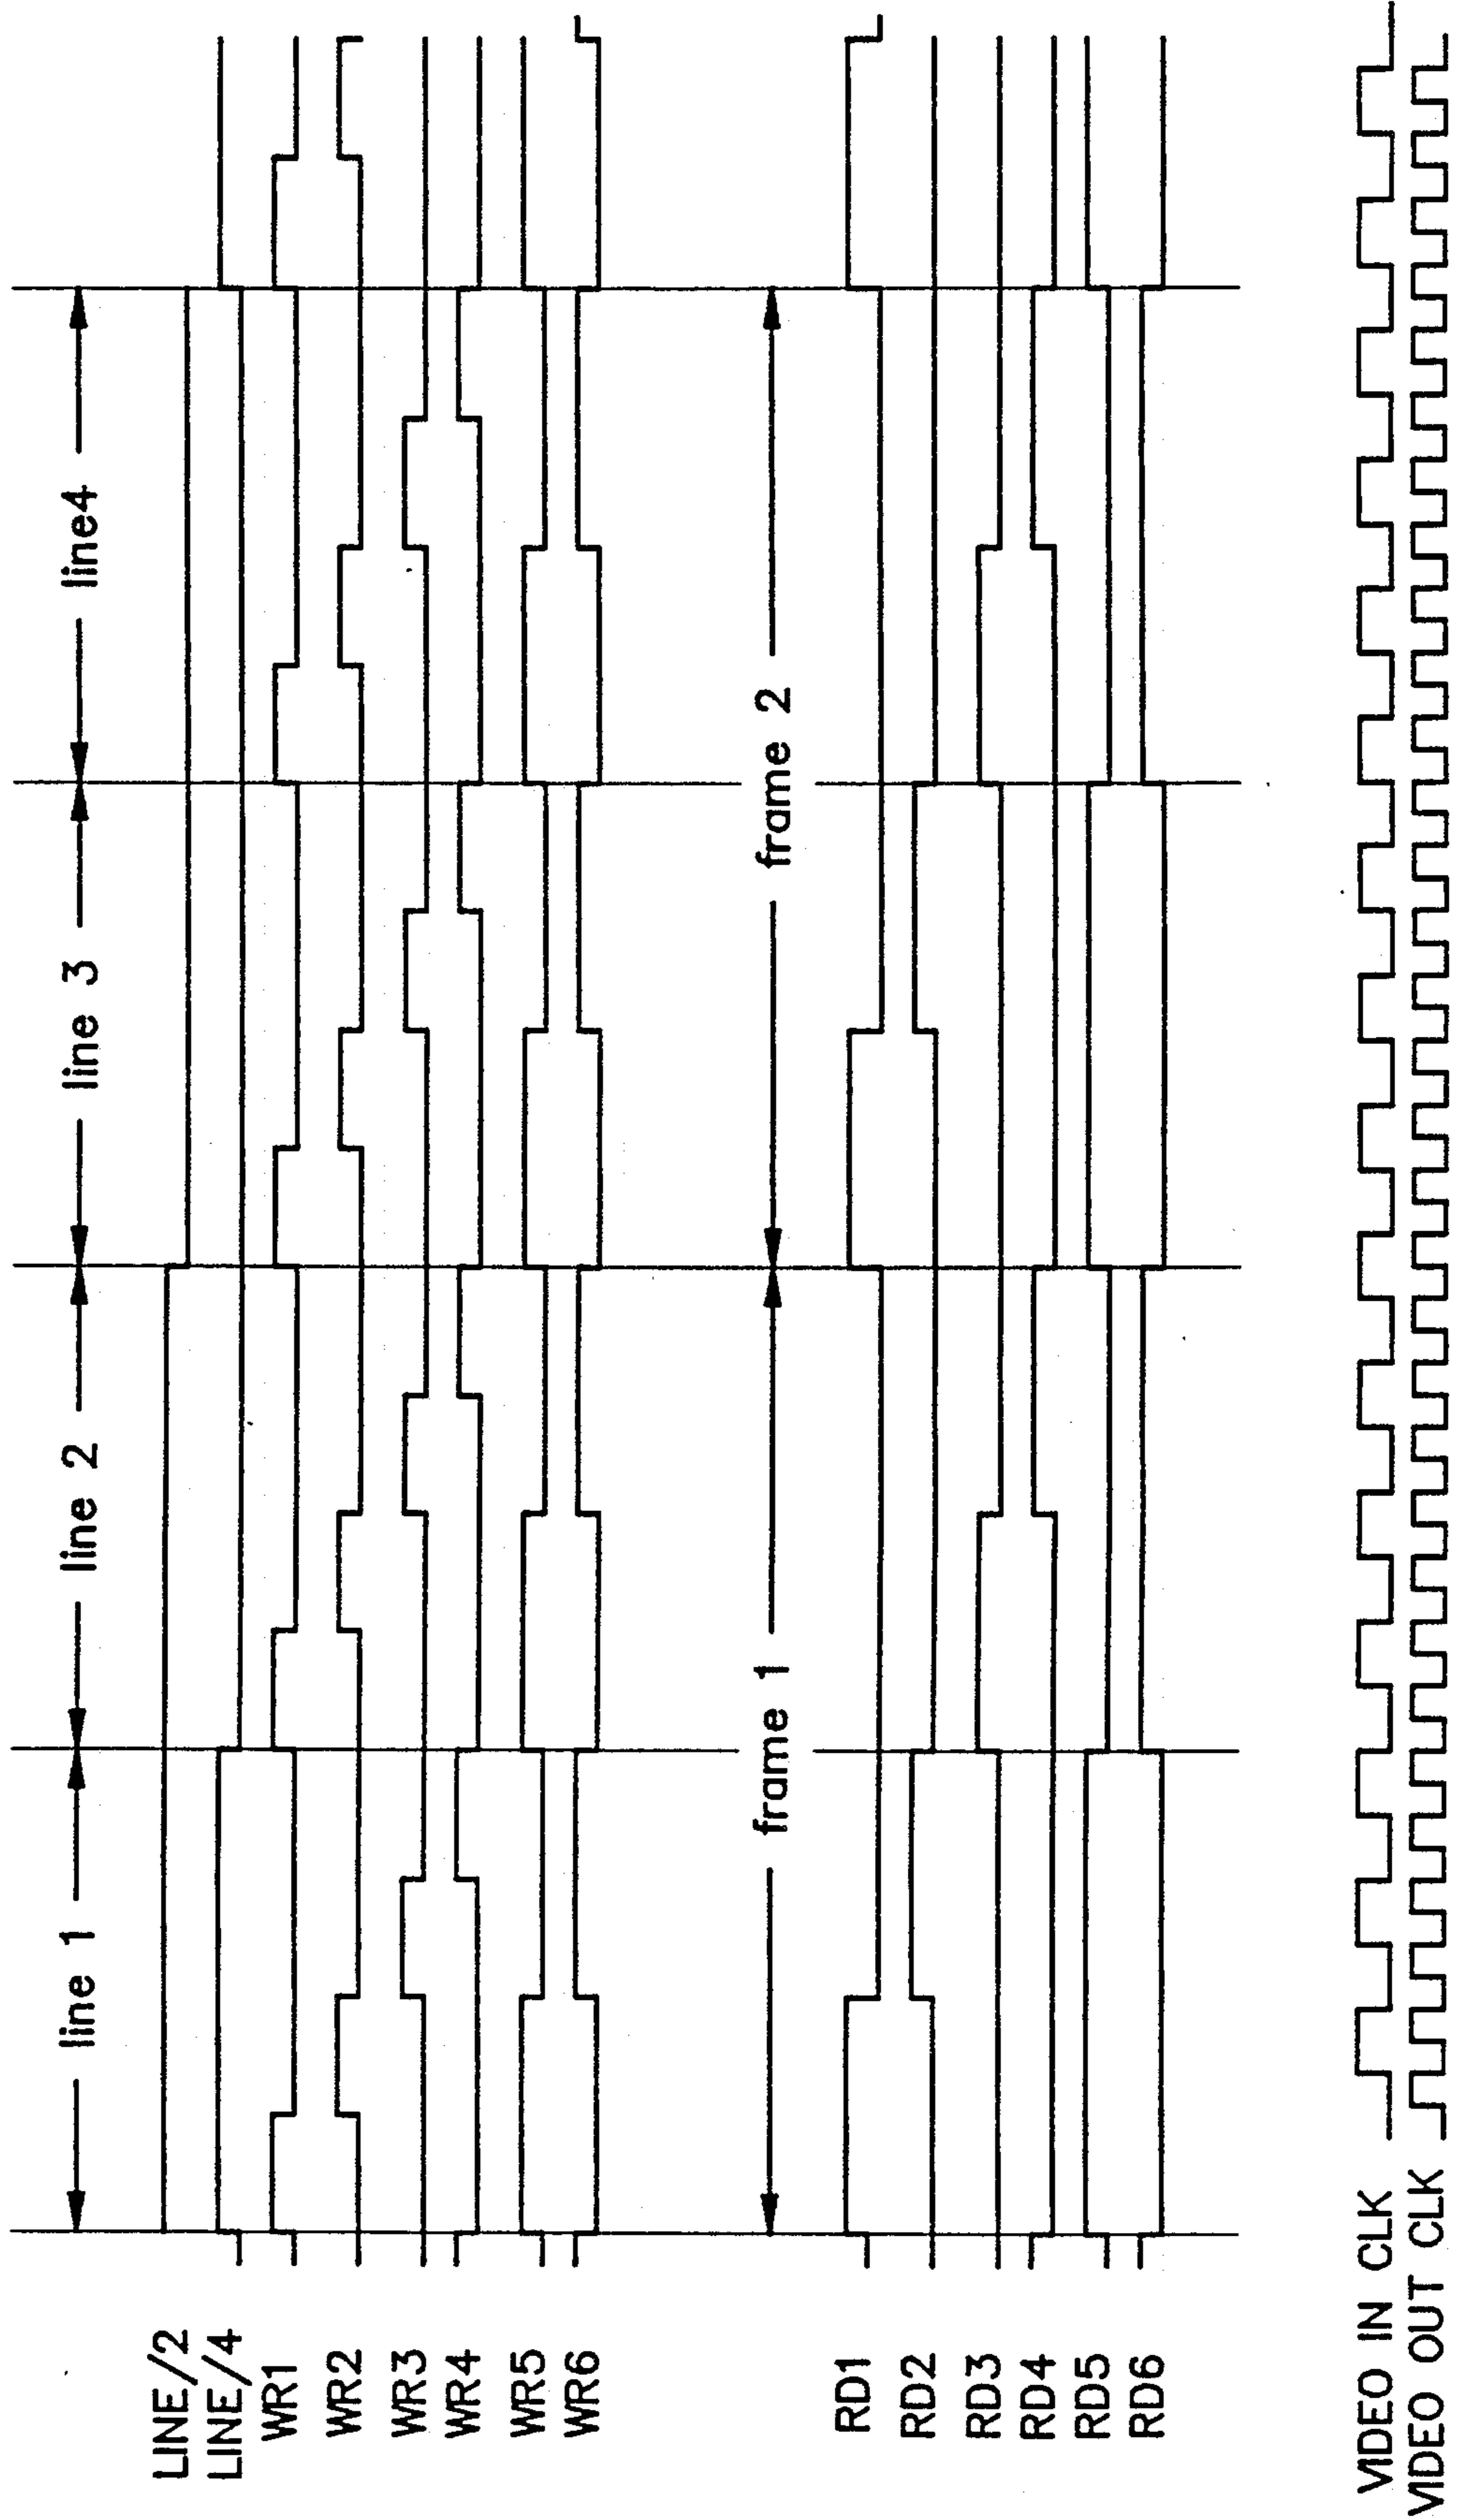 line 1
line 2
line 3
line4
LINE/2
LINE/4
WR1
WR2
WR3
WR4
WR5
WR6
frame 1
frame 2
RD1
RD2
RD3
RD4
RD5
RD6
VIDEO IN CLK
VIDEO OUT CLK